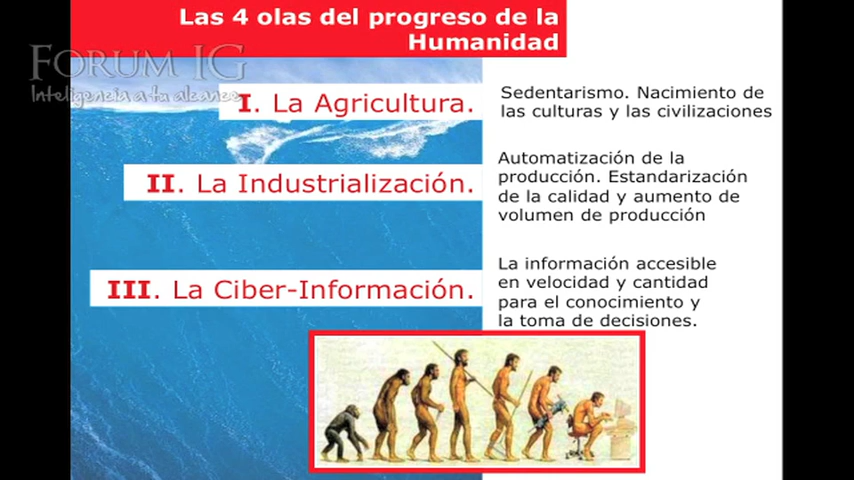 Las 4 olas del progreso de la
Humanidad
FORUM IG
Inteligencia a tu alcance
I. La Agricultura.
Sedentarismo. Nacimiento de
las culturas y las civilizaciones
II. La Industrialización.
Automatización de la
producción. Estandarización
de la calidad y aumento de
volumen de producción
III. La Ciber-Información.
La información accesible
en velocidad y cantidad
para el conocimiento y
la toma de decisiones.